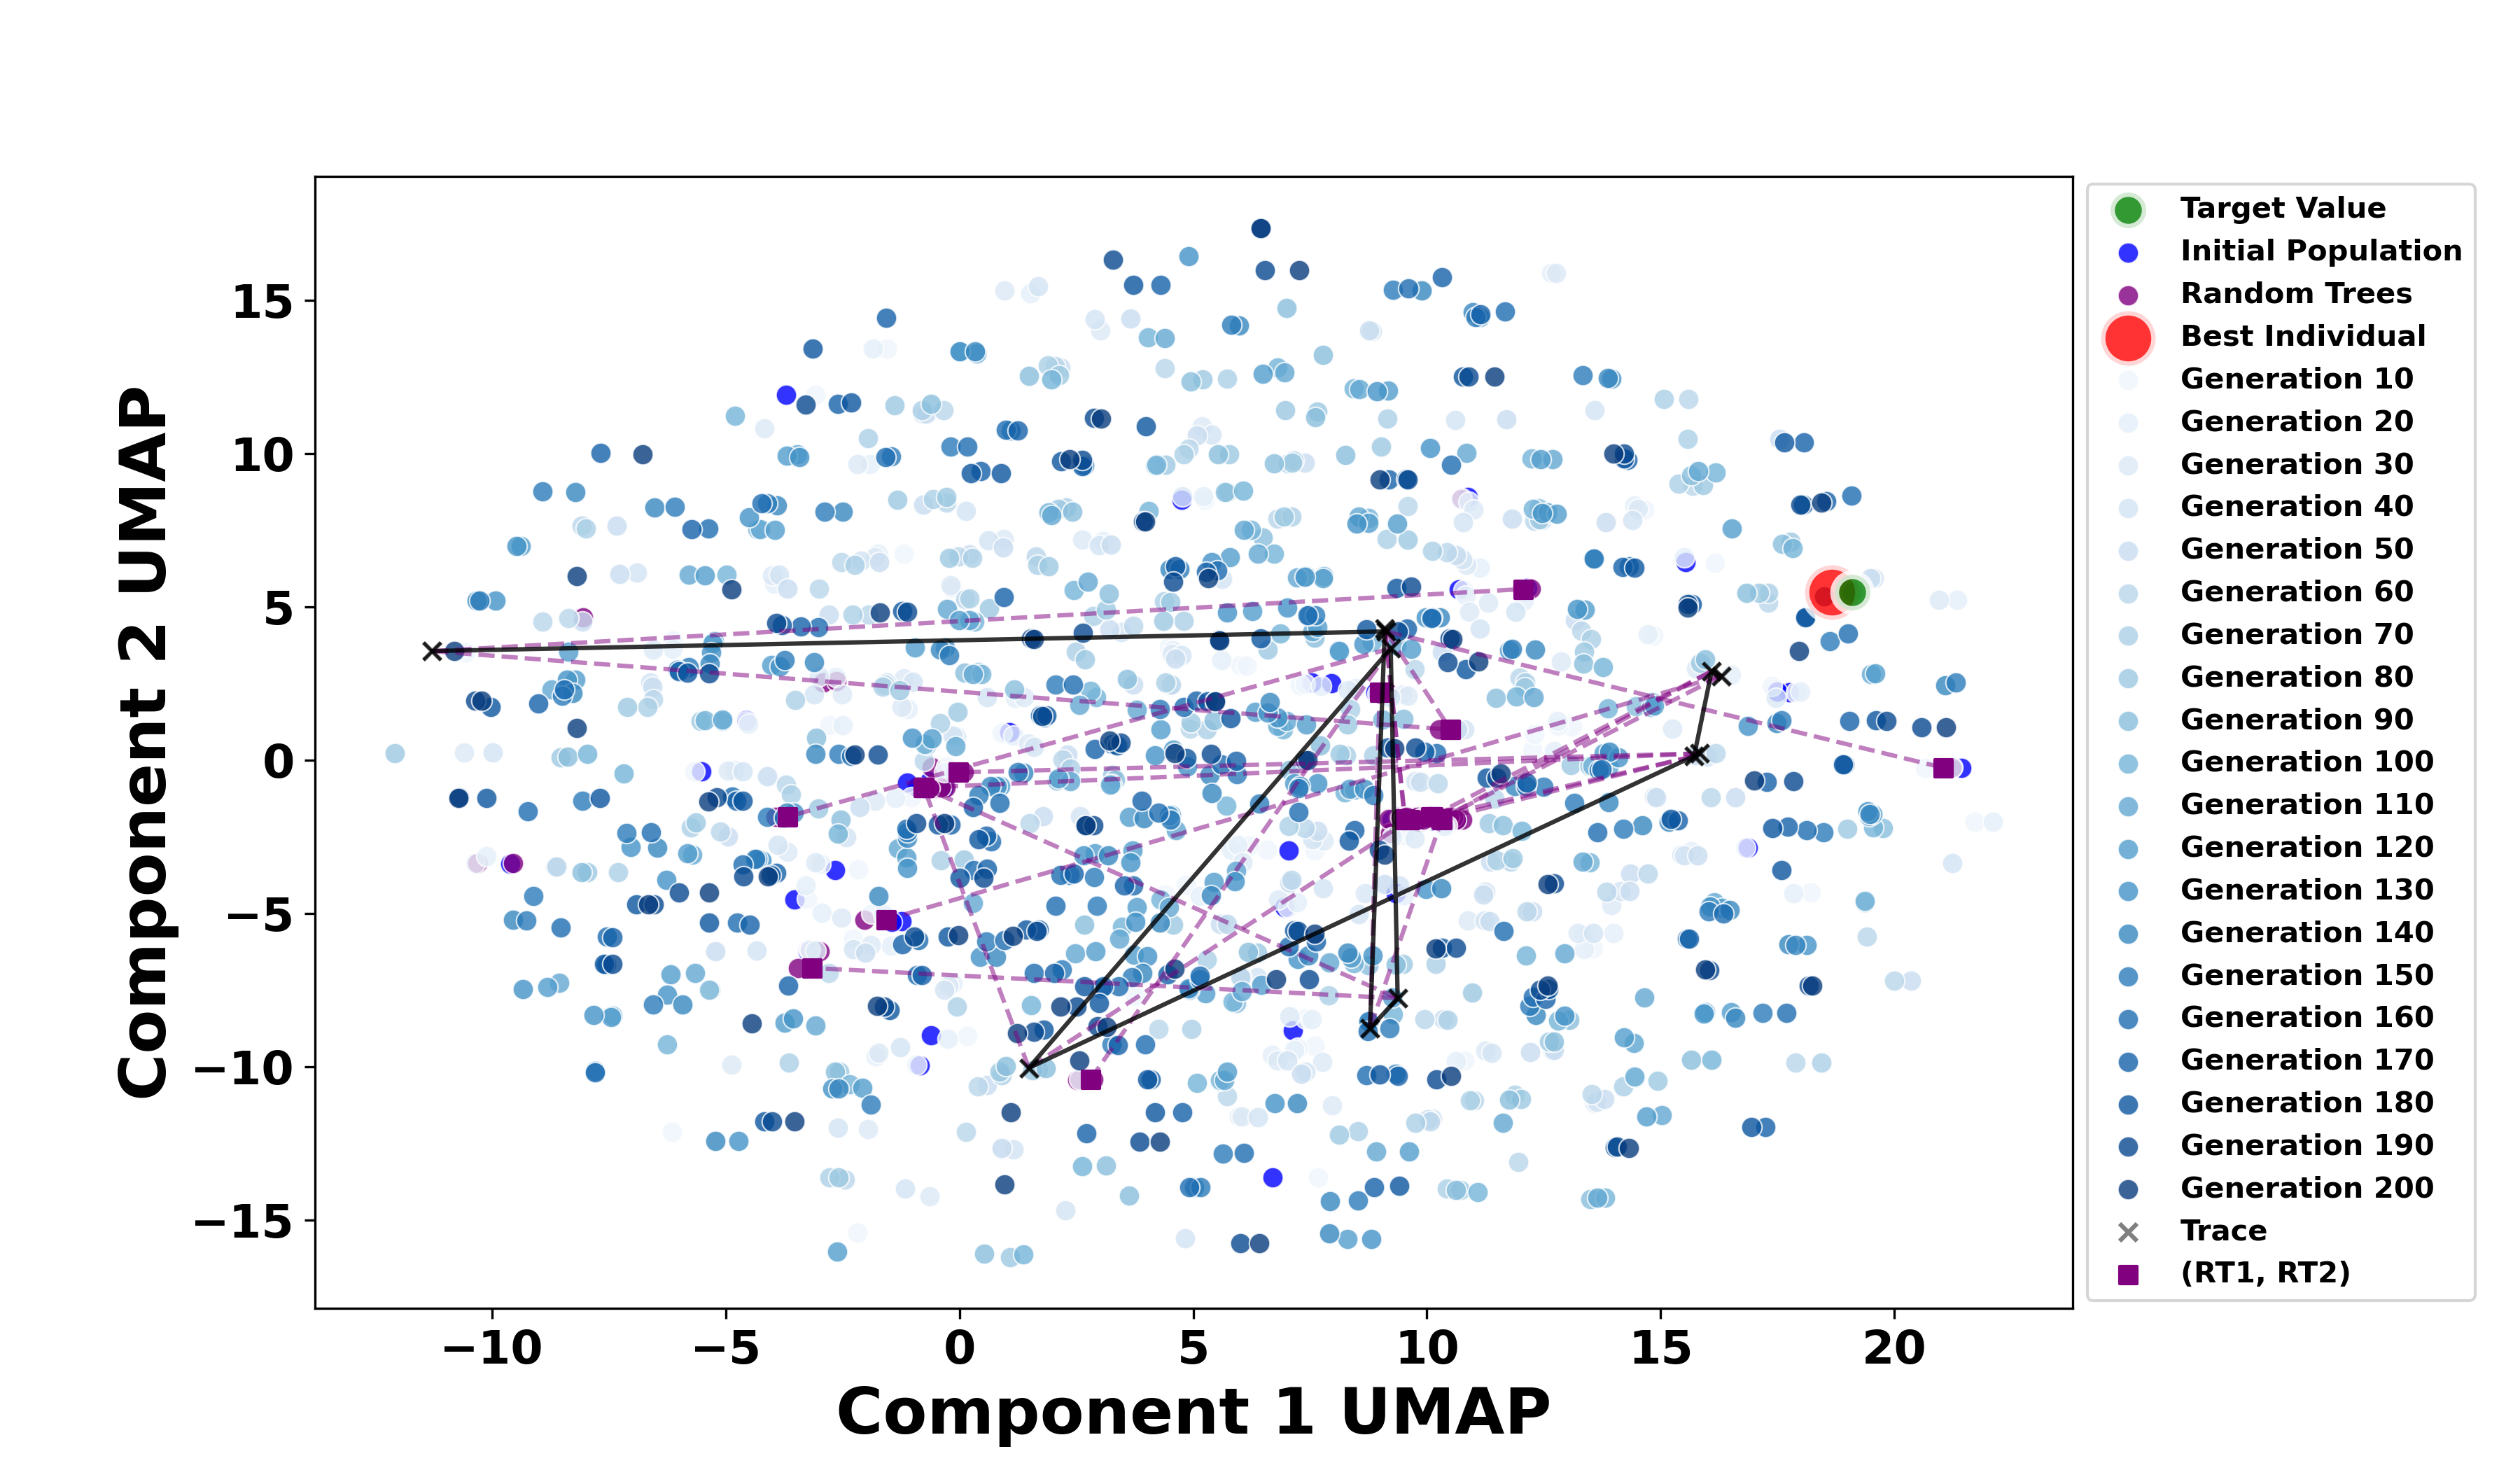 Component 2 UMAP
15
10
5
0
−5
−10
−15
−10
−5
0
5
10
15
20
Component 1 UMAP
Target Value
Initial Population
Random Trees
Best Individual
Generation 10
Generation 20
Generation 30
Generation 40
Generation 50
Generation 60
Generation 70
Generation 80
Generation 90
Generation 100
Generation 110
Generation 120
Generation 130
Generation 140
Generation 150
Generation 160
Generation 170
Generation 180
Generation 190
Generation 200
Trace
(RT1, RT2)